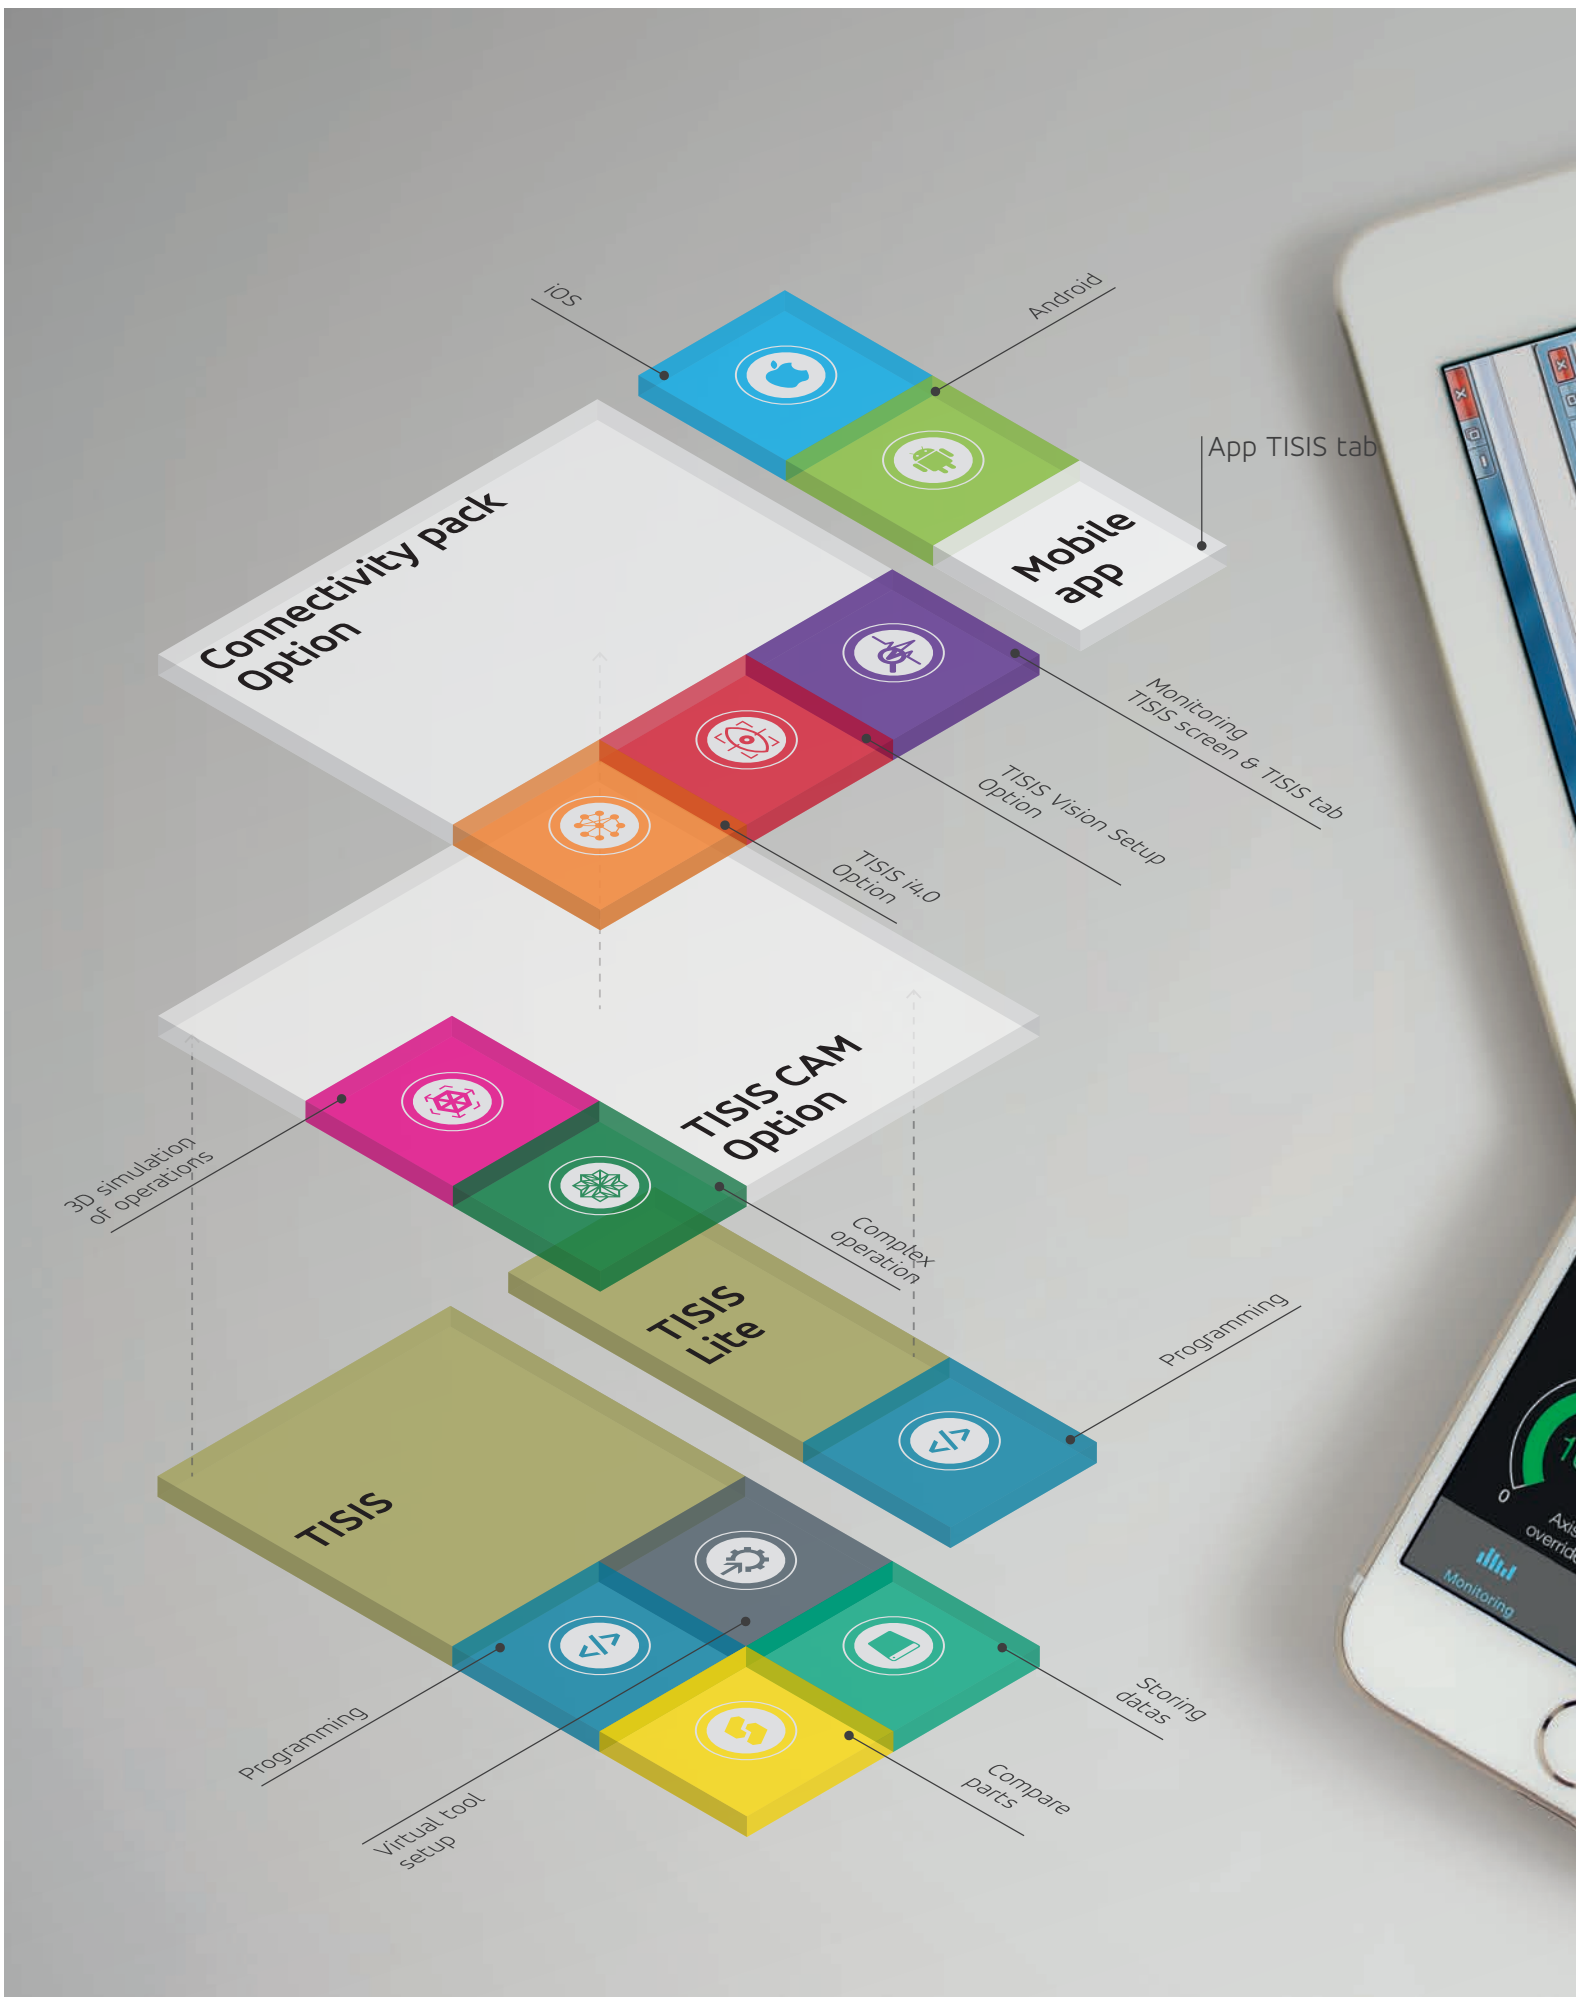 iOS
Android
App TISIS tab
Mobile
app
Connectivity pack
Option
Monitoring
TISIS screen & TISIS tab
TISIS Vision Setup
Option
TISIS i4.0
Option
TISIS CAM
Option
3D simulation
of operations
Complex
operation
TISIS
Lite
Programming
TISIS
Programming
Virtual tool
setup
Storing
datas
Compare
parts
0
Monitoring